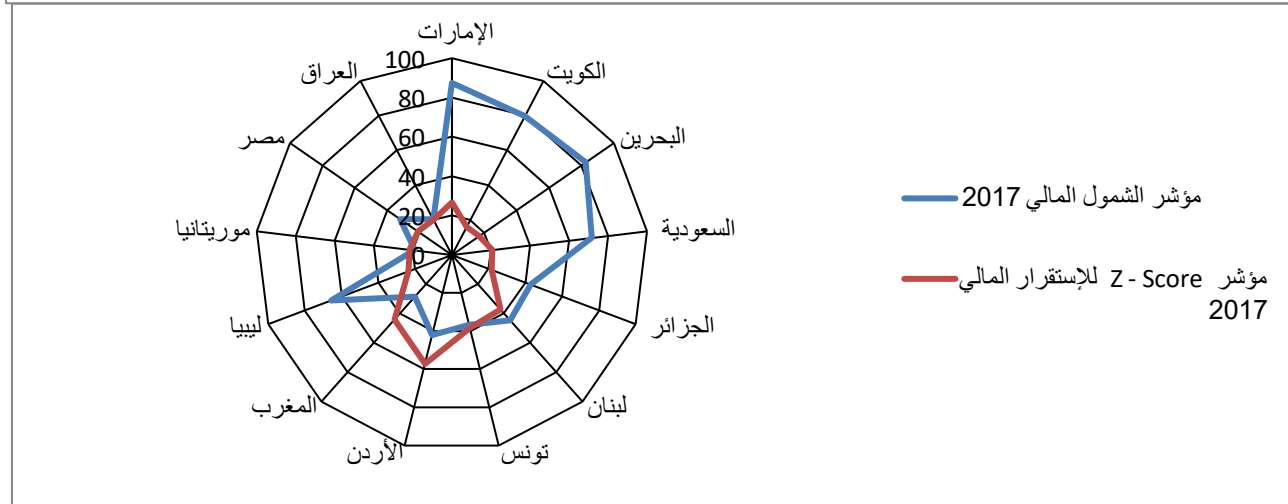 الإمارات
الكويت
البحرين
السعودية
الجزائر
لبنان
تونس
الأردن
المغرب
ليبيا
موريتانيا
مصر
العراق
100
80
60
40
20
0
مؤشر الشمول المالي 2017
مؤشر Z - Score للإستقرار المالي
2017